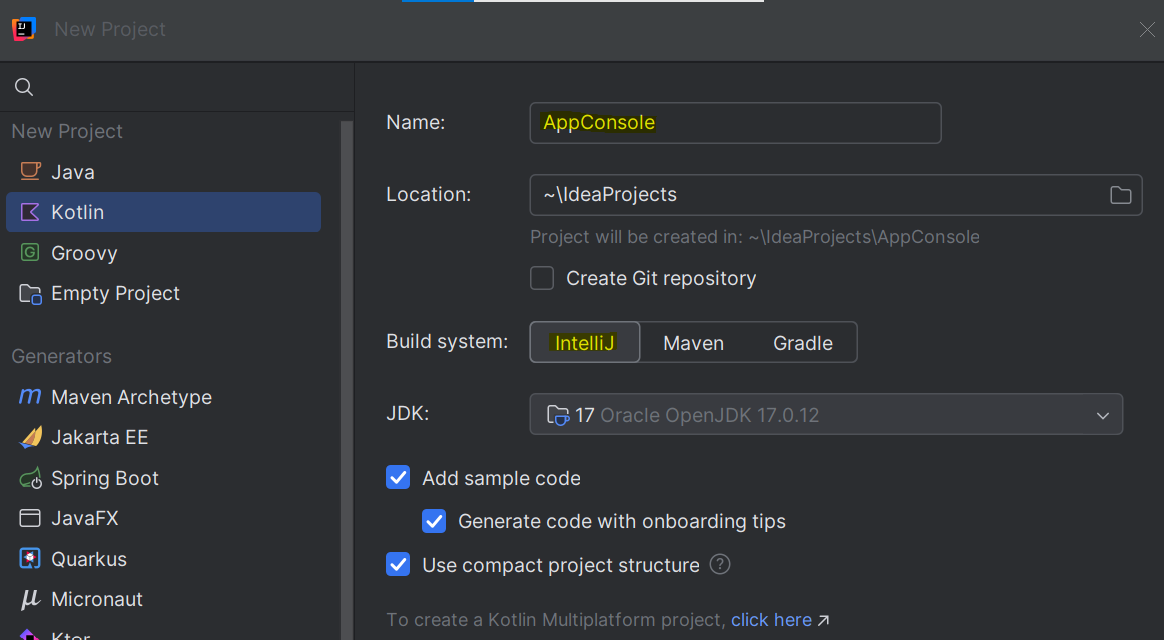 New Project
New Project
Java
Kotlin
Groovy
Empty Project
Generators
Maven Archetype
Jakarta EE
Spring Boot
JavaFX
Quarkus
Micronaut
Ktor
Name: AppConsole
Location: ~\IdeaProjects
Project will be created in: ~\IdeaProjects\AppConsole
Create Git repository
Build system: IntelliJ Maven Gradle
JDK: 17 Oracle OpenJDK 17.0.12
Add sample code
Generate code with onboarding tips
Use compact project structure ?
To create a Kotlin Multiplatform project, click here ↗